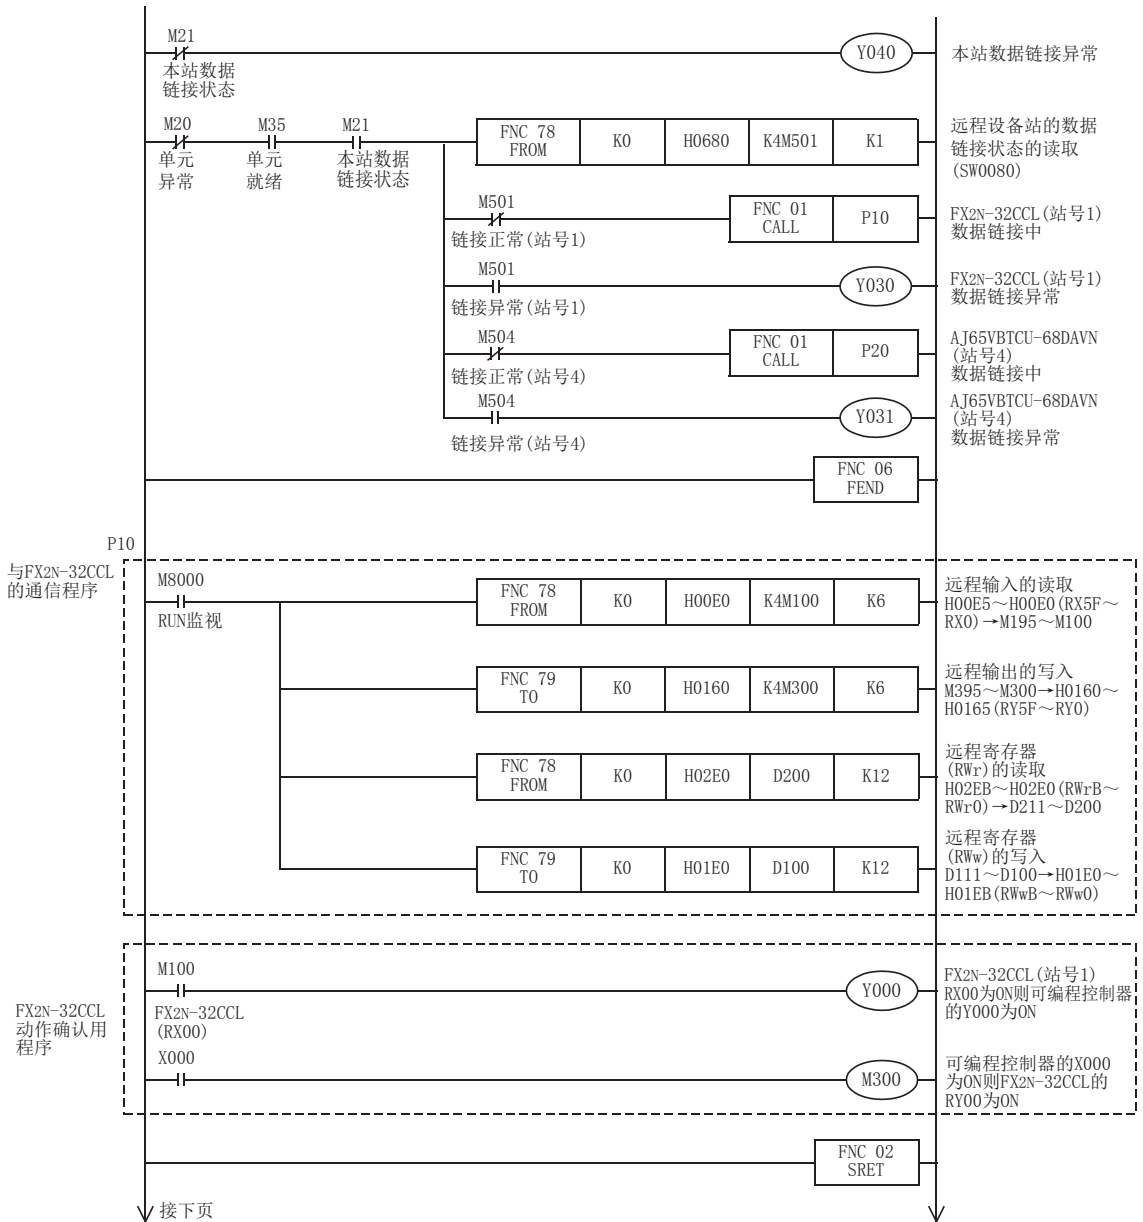 M21
本站数据
链接状态
Y040
本站数据链接异常
M20
单元
异常
M35
单元
就绪
M21
本站数据
链接状态
FNC 78
FROM
K0
H0680
K4M501
K1
远程设备站的数据
链接状态的读取
(SW0080)
M501
链接正常(站号1)
FNC 01
CALL
P10
FX2N-32CCL(站号1)
数据链接中
M501
链接异常(站号1)
Y030
FX2N-32CCL(站号1)
数据链接异常
M504
链接正常(站号4)
FNC 01
CALL
P20
AJ65VBTCU-68DAVN
(站号4)
数据链接中
M504
链接异常(站号4)
Y031
AJ65VBTCU-68DAVN
(站号4)
数据链接异常
FNC 06
FEND
P10
与FX2N-32CCL
的通信程序
M8000
RUN监视
FNC 78
FROM
K0
H00E0
K4M100
K6
远程输入的读取
H00E5～H00E0(RX5F～
RX0)→M195～M100
FNC 79
TO
K0
H0160
K4M300
K6
远程输出的写入
M395～M300→H0160～
H0165(RY5F～RY0)
FNC 78
FROM
K0
H02E0
D200
K12
远程寄存器
(RWr)的读取
H02EB～H02E0(RWrB～
RWr0)→D211～D200
FNC 79
TO
K0
H01E0
D100
K12
远程寄存器
(RWw)的写入
D111～D100→H01E0～
H01EB(RWwB～RWw0)
FX2N-32CCL
动作确认用
程序
M100
FX2N-32CCL
(RX00)
Y000
FX2N-32CCL(站号1)
RX00为ON则可编程控制器
的Y000为ON
X000
M300
可编程控制器的X000
为ON则FX2N-32CCL的
RY00为ON
FNC 02
SRET
接下页